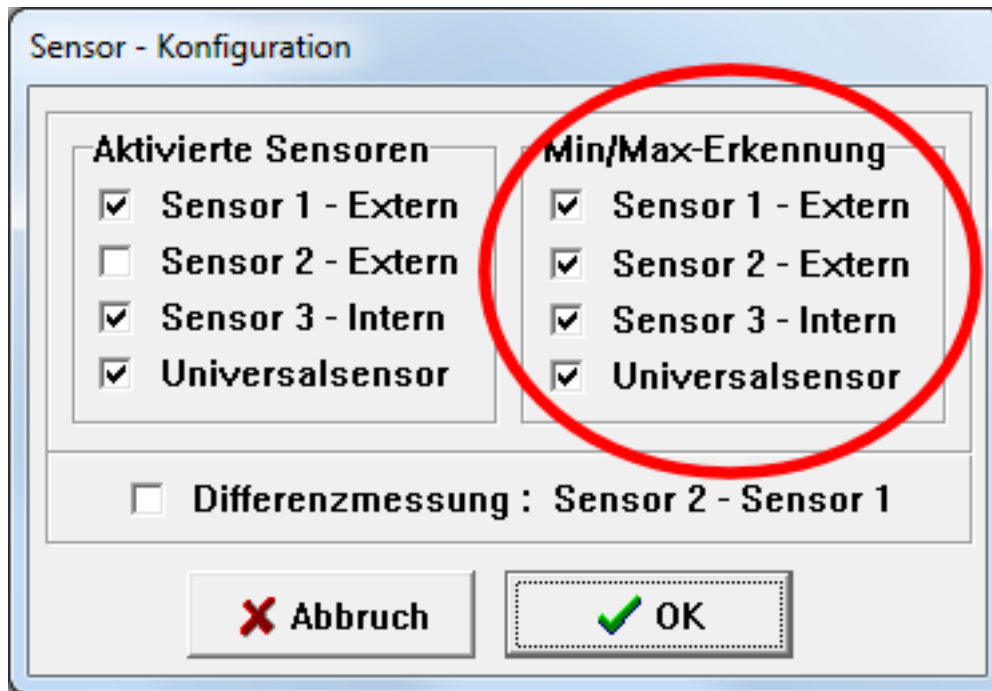 Sensor - Konfiguration
Aktivierte Sensoren
Sensor 1 - Extern
Sensor 2 - Extern
Sensor 3 - Intern
Universalsensor
Min/Max-Erkennung
Sensor 1 - Extern
Sensor 2 - Extern
Sensor 3 - Intern
Universalsensor
Differenzmessung : Sensor 2 - Sensor 1
Abbruch
OK